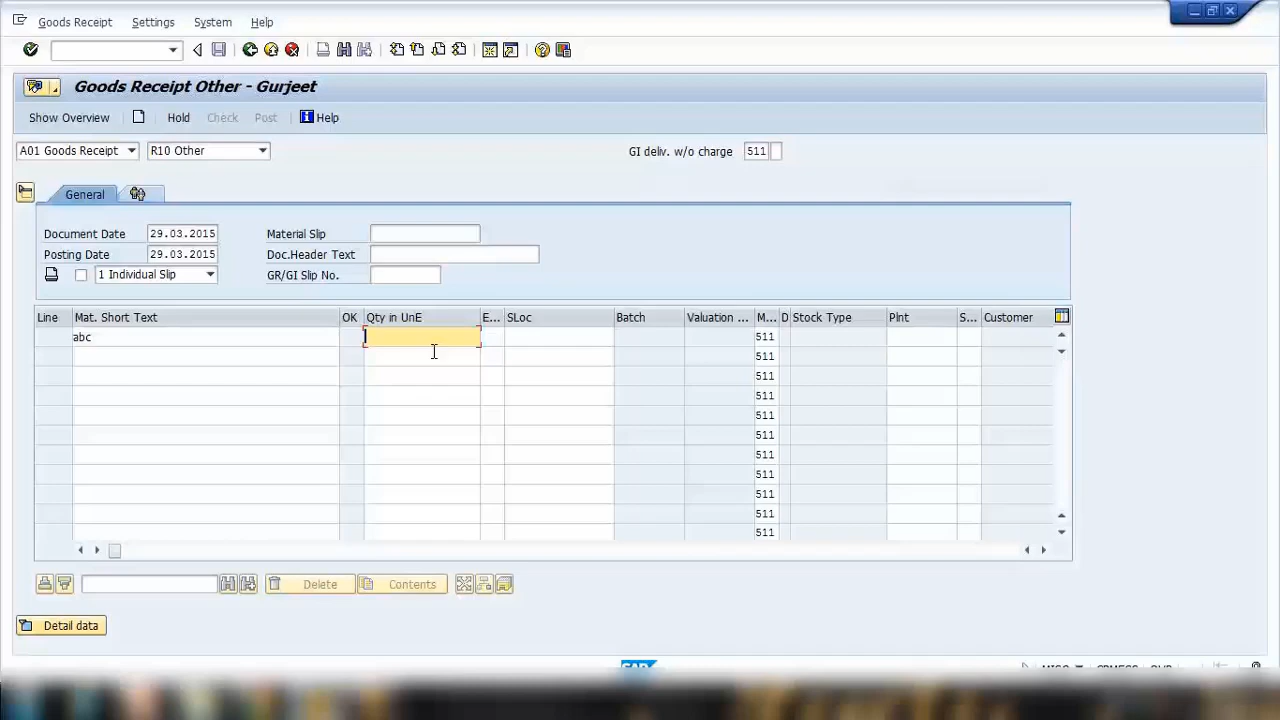 Goods Receipt Settings System Help
Goods Receipt Other - Gurjeet
Show Overview Hold Check Post Help
A01 Goods Receipt R10 Other GI deliv. w/o charge 511
General
Document Date 29.03.2015 Material Slip
Posting Date 29.03.2015 Doc.Header Text
1 Individual Slip GR/GI Slip No.
Line Mat. Short Text OK Qty in UnE E... SLoc Batch Valuation ... M... D Stock Type Plnt S... Customer
abc 511
511
511
511
511
511
511
511
511
511
511
Delete Contents
Detail data
SAP